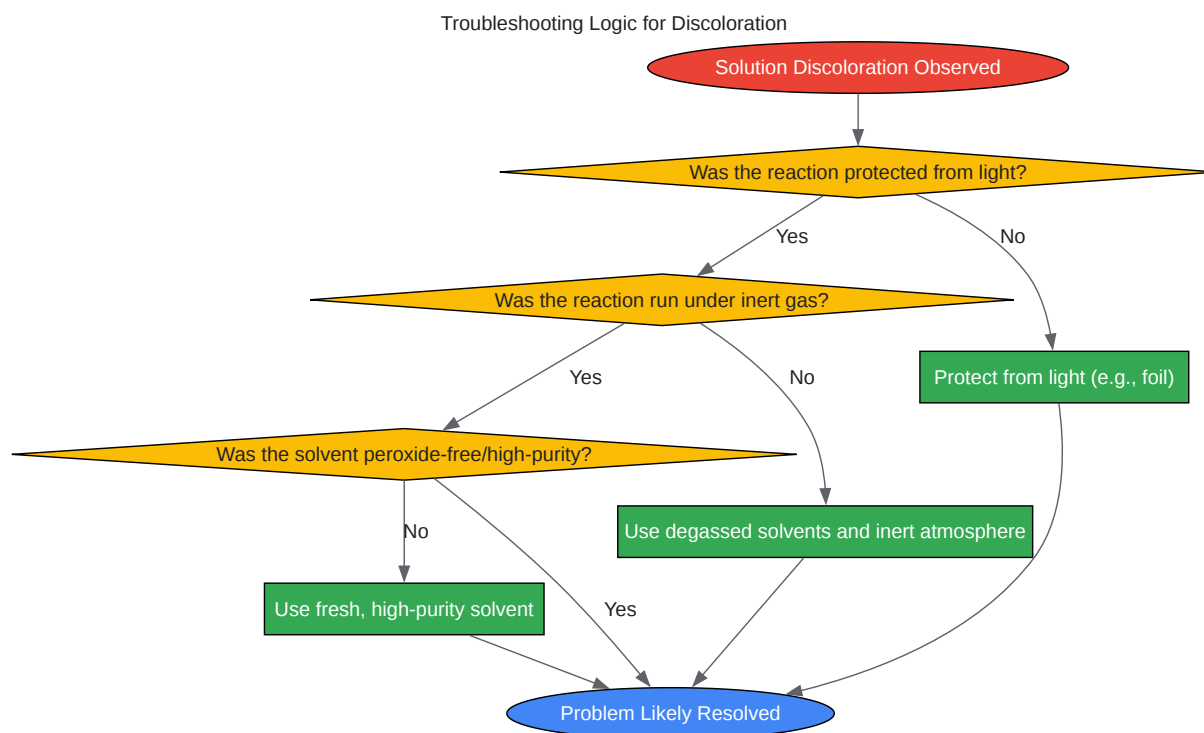 Troubleshooting Logic for Discoloration
Solution Discoloration Observed
Was the reaction protected from light?
Yes
No
Was the reaction run under inert gas?
Yes
No
Protect from light (e.g., foil)
Was the solvent peroxide-free/high-purity?
No
Use degassed solvents and inert atmosphere
Use fresh, high-purity solvent
Yes
Problem Likely Resolved